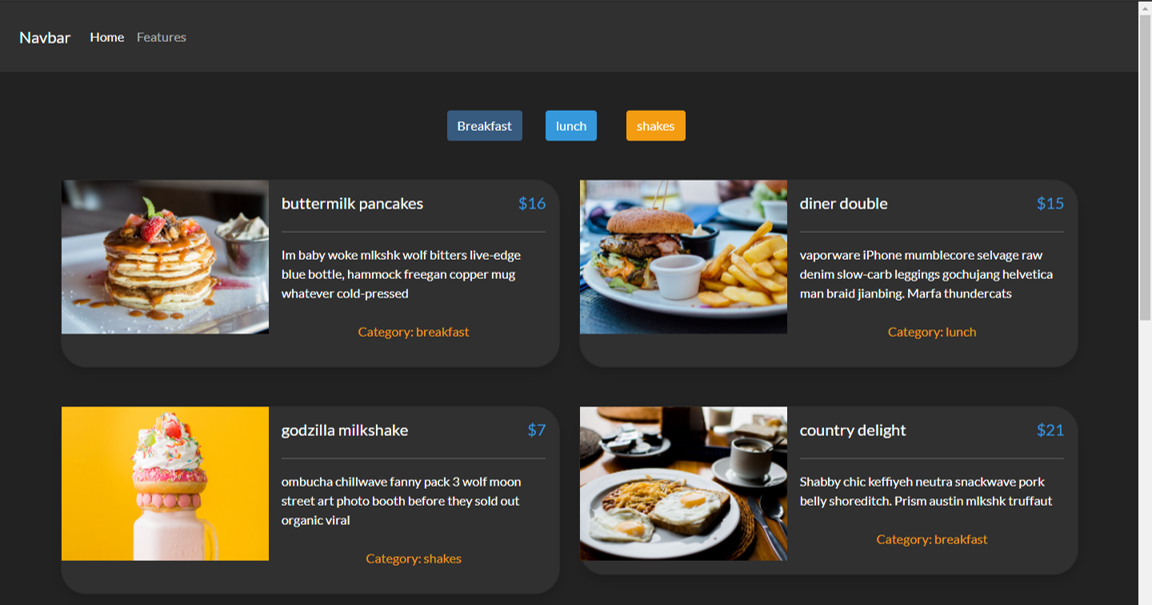 Navbar Home Features
Breakfast lunch shakes
buttermilk pancakes $16
Im baby woke mlkshk wolf bitters live-edge
blue bottle, hammock freegan copper mug
whatever cold-pressed
Category: breakfast
diner double $15
vaporware iPhone mumblecore selvage raw
denim slow-carb leggings gochujang helvetica
man braid jianbing. Marfa thundercats
Category: lunch
godzilla milkshake $7
ombucha chillwave fanny pack 3 wolf moon
street art photo booth before they sold out
organic viral
Category: shakes
country delight $21
Shabby chic keffiyeh neutra snackwave pork
belly shoreditch. Prism austin mlkshk truffaut
Category: breakfast